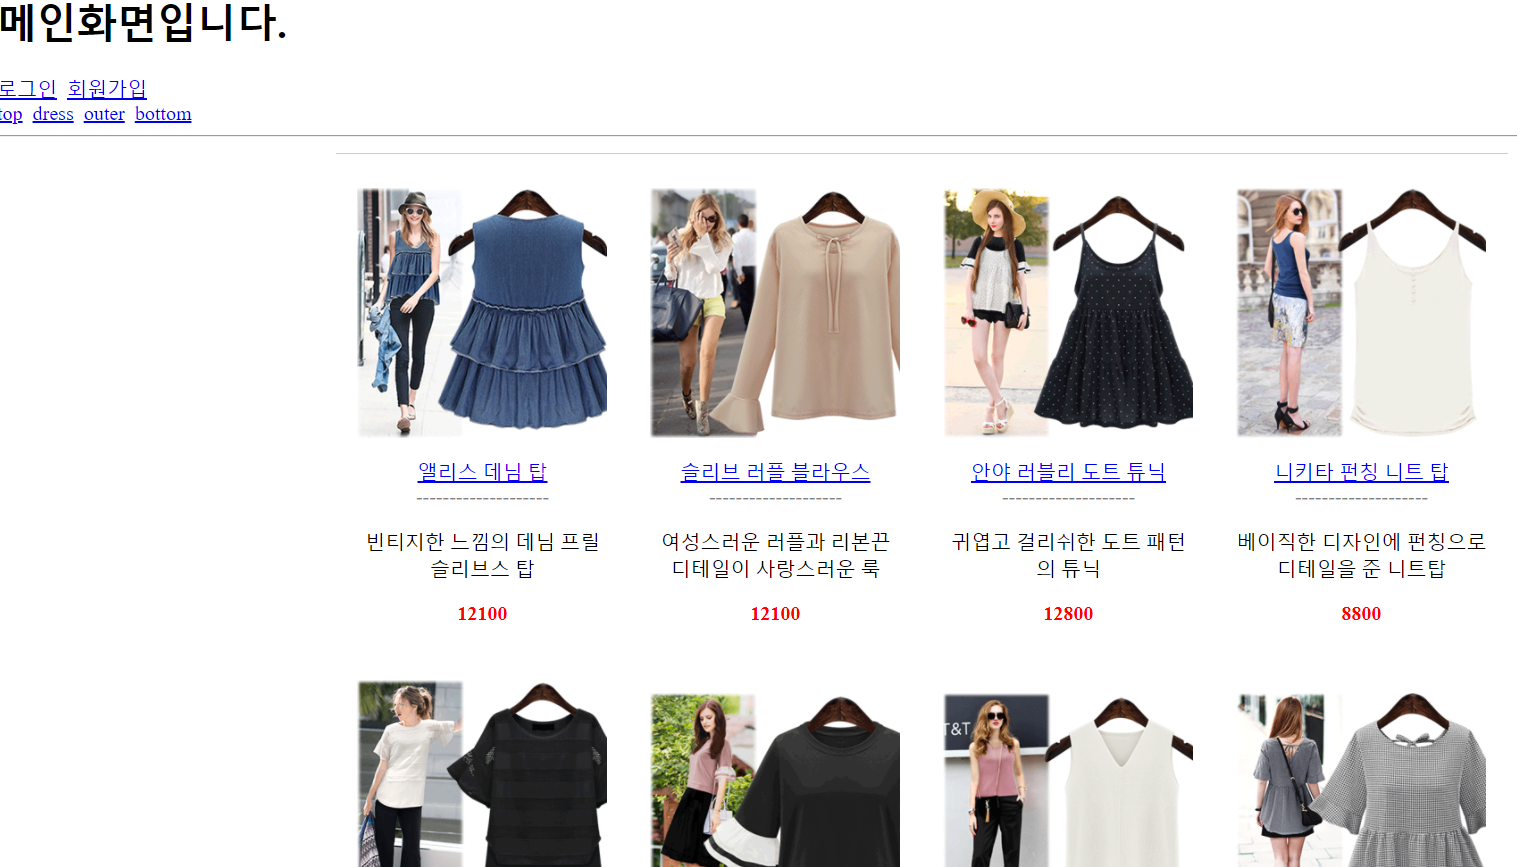 메인화면입니다.
로그인 회원가입
top dress outer bottom
앨리스 데님 탑
--------------------
빈티지한 느낌의 데님 프릴
슬리브스 탑
12100
슬리브 러플 블라우스
--------------------
여성스러운 러플과 리본끈
디테일이 사랑스러운 룩
12100
안야 러블리 도트 튜닉
--------------------
귀엽고 걸리쉬한 도트 패턴
의 튜닉
12800
니키타 펀칭 니트 탑
--------------------
베이직한 디자인에 펀칭으로
디테일을 준 니트탑
8800
T&T